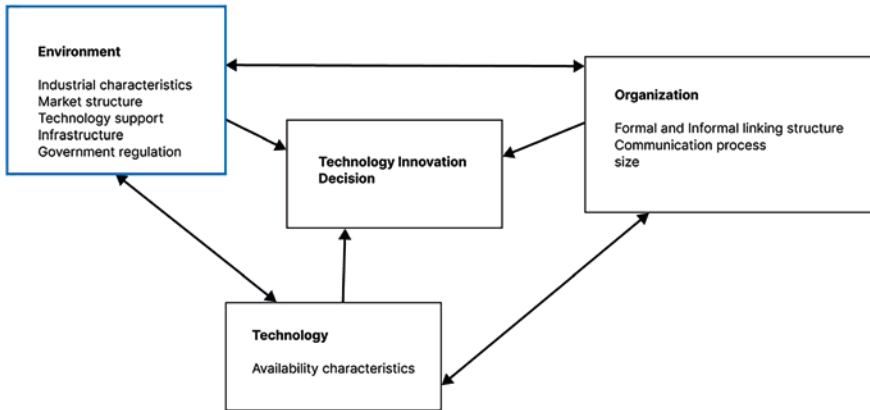 Environment
Industrial characteristics
Market structure
Technology support
Infrastructure
Government regulation
Organization
Formal and Informal linking structure
Communication process
size
Technology Innovation
Decision
Technology
Availability characteristics